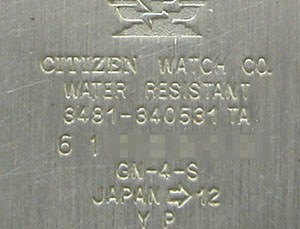 CITIZEN WATCH CO.
WATER RESISTANT
3481-340531 TA
6 1
GN-4-S
JAPAN ⇨ 12
Y P